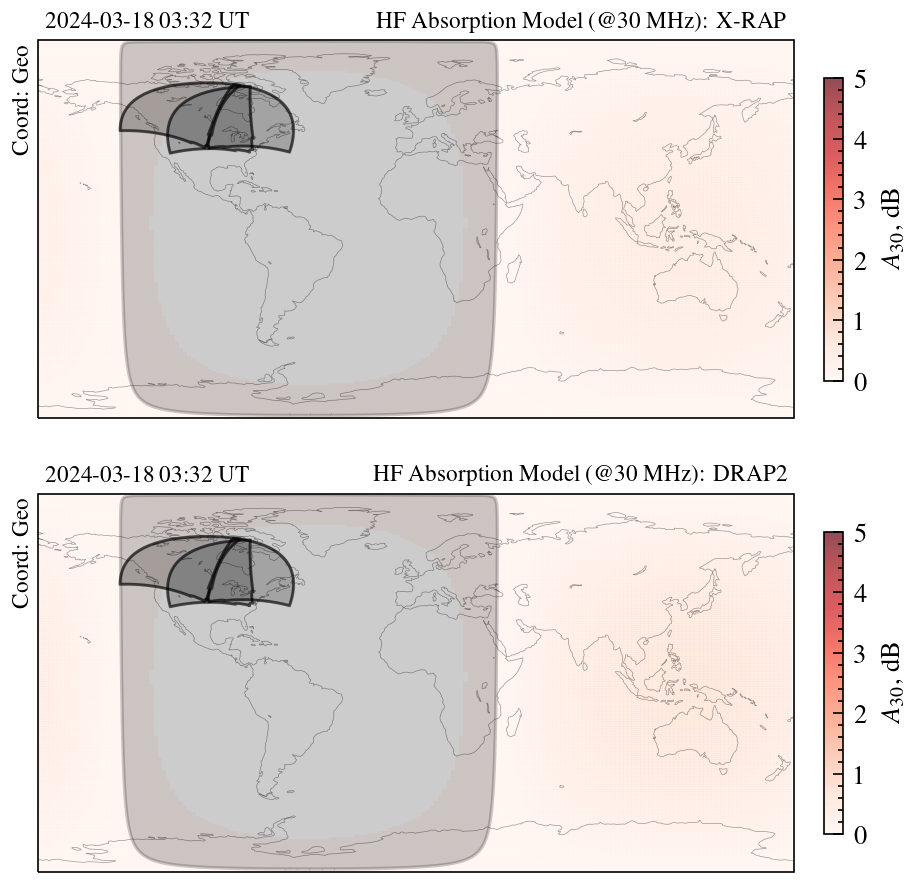 2024-03-18 03:32 UT
HF Absorption Model (@30 MHz): X-RAP
Coord: Geo
5
4
3
2
1
0
A30, dB
2024-03-18 03:32 UT
HF Absorption Model (@30 MHz): DRAP2
Coord: Geo
5
4
3
2
1
0
A30, dB